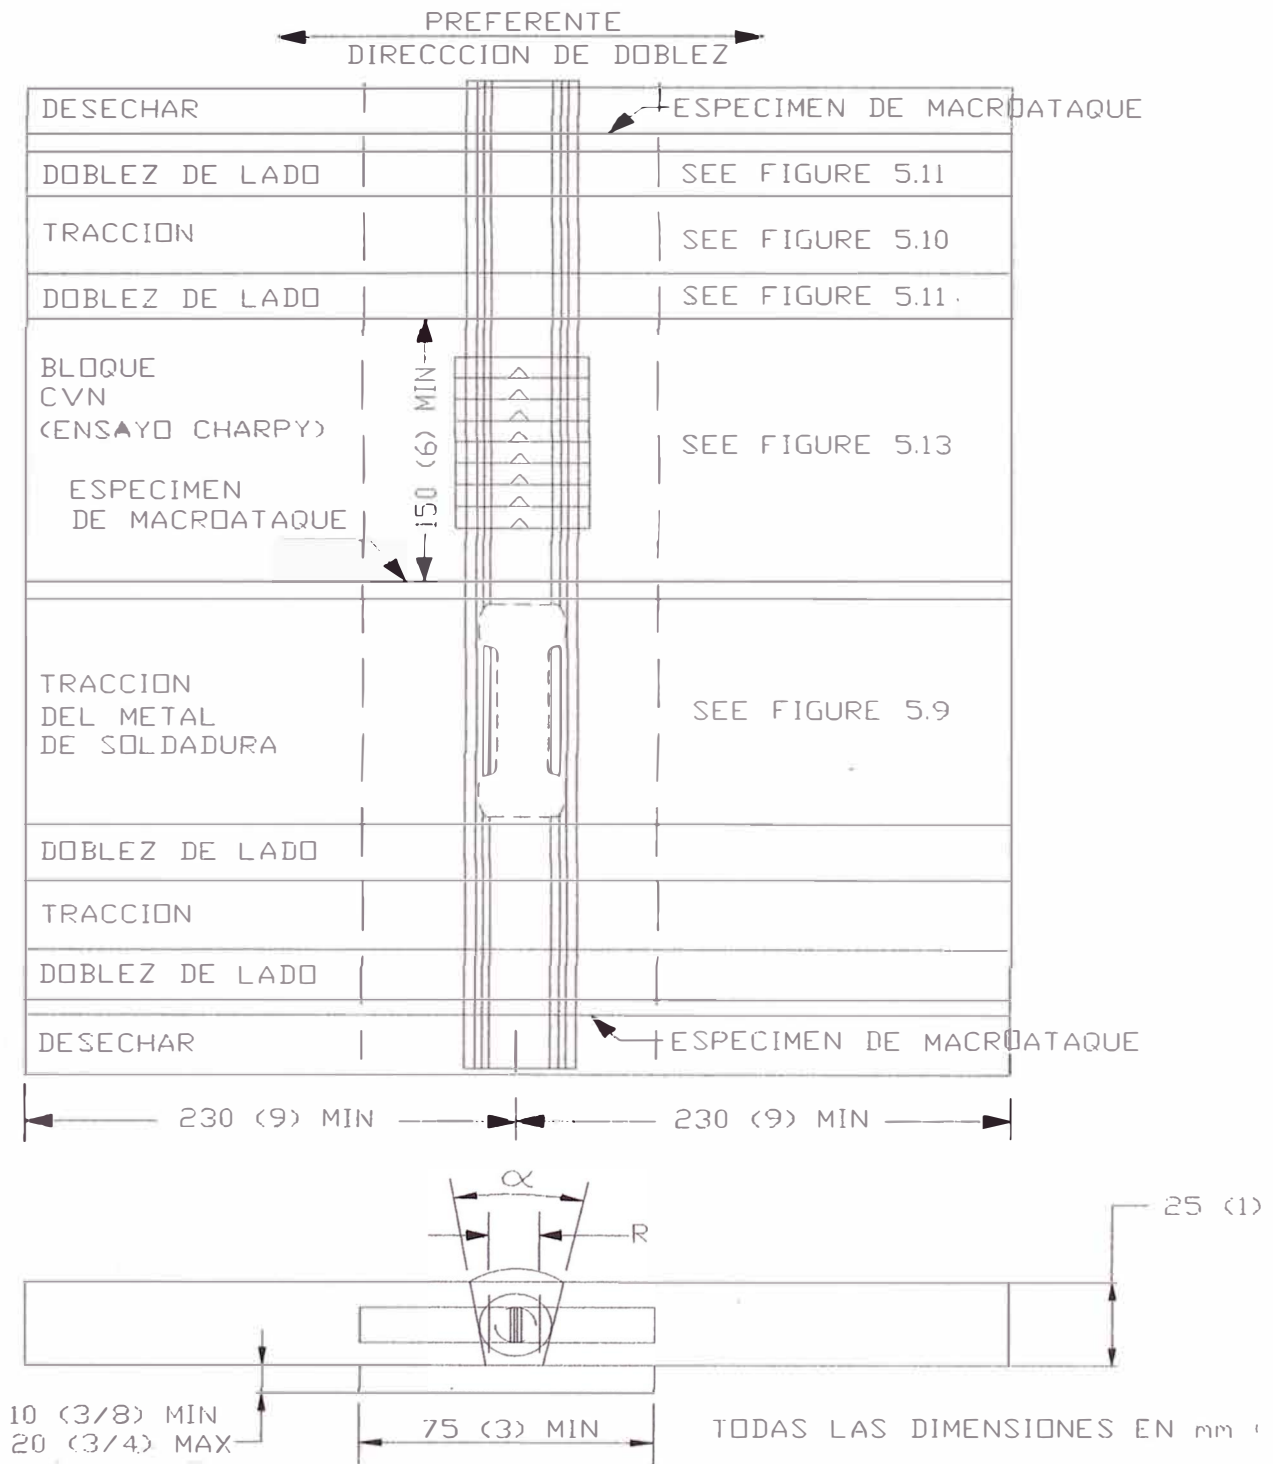 PREFERENTE
DIRECCCION DE DOBLEZ
DESECHAR
ESPECIMEN DE MACROATAQUE
DOBLEZ DE LADO
SEE FIGURE 5.11
TRACCION
SEE FIGURE 5.10
DOBLEZ DE LADO
SEE FIGURE 5.11
BLOQUE
CVN
(ENSAYO CHARPY)
150 (6) MIN
SEE FIGURE 5.13
ESPECIMEN
DE MACROATAQUE
TRACCION
DEL METAL
DE SOLDADURA
SEE FIGURE 5.9
DOBLEZ DE LADO
TRACCION
DOBLEZ DE LADO
DESECHAR
ESPECIMEN DE MACROATAQUE
230 (9) MIN
230 (9) MIN
α
R
25 (1)
10 (3/8) MIN
20 (3/4) MAX
75 (3) MIN
TODAS LAS DIMENSIONES EN mm (